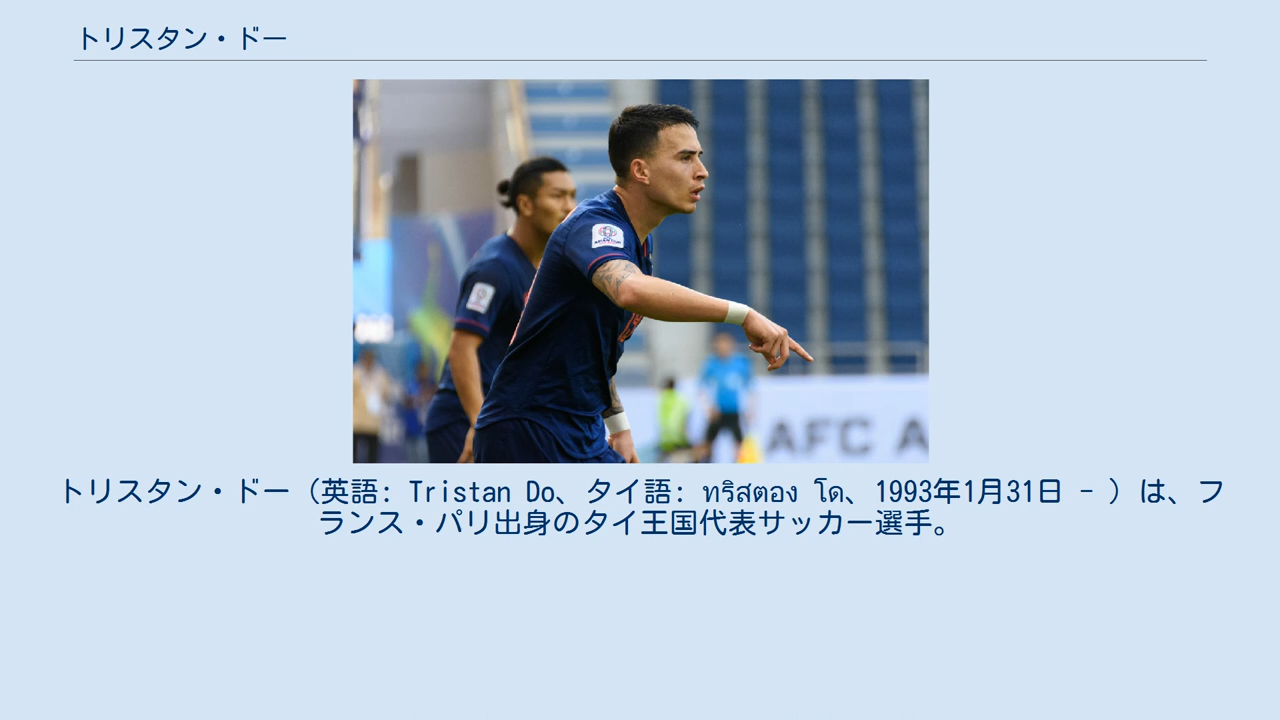 トリスタン・ドー
AFC A
トリスタン・ドー（英語: Tristan Do、タイ語: ทริสตอง โด、1993年1月31日 - ）は、フ
ランス・パリ出身のタイ王国代表サッカー選手。